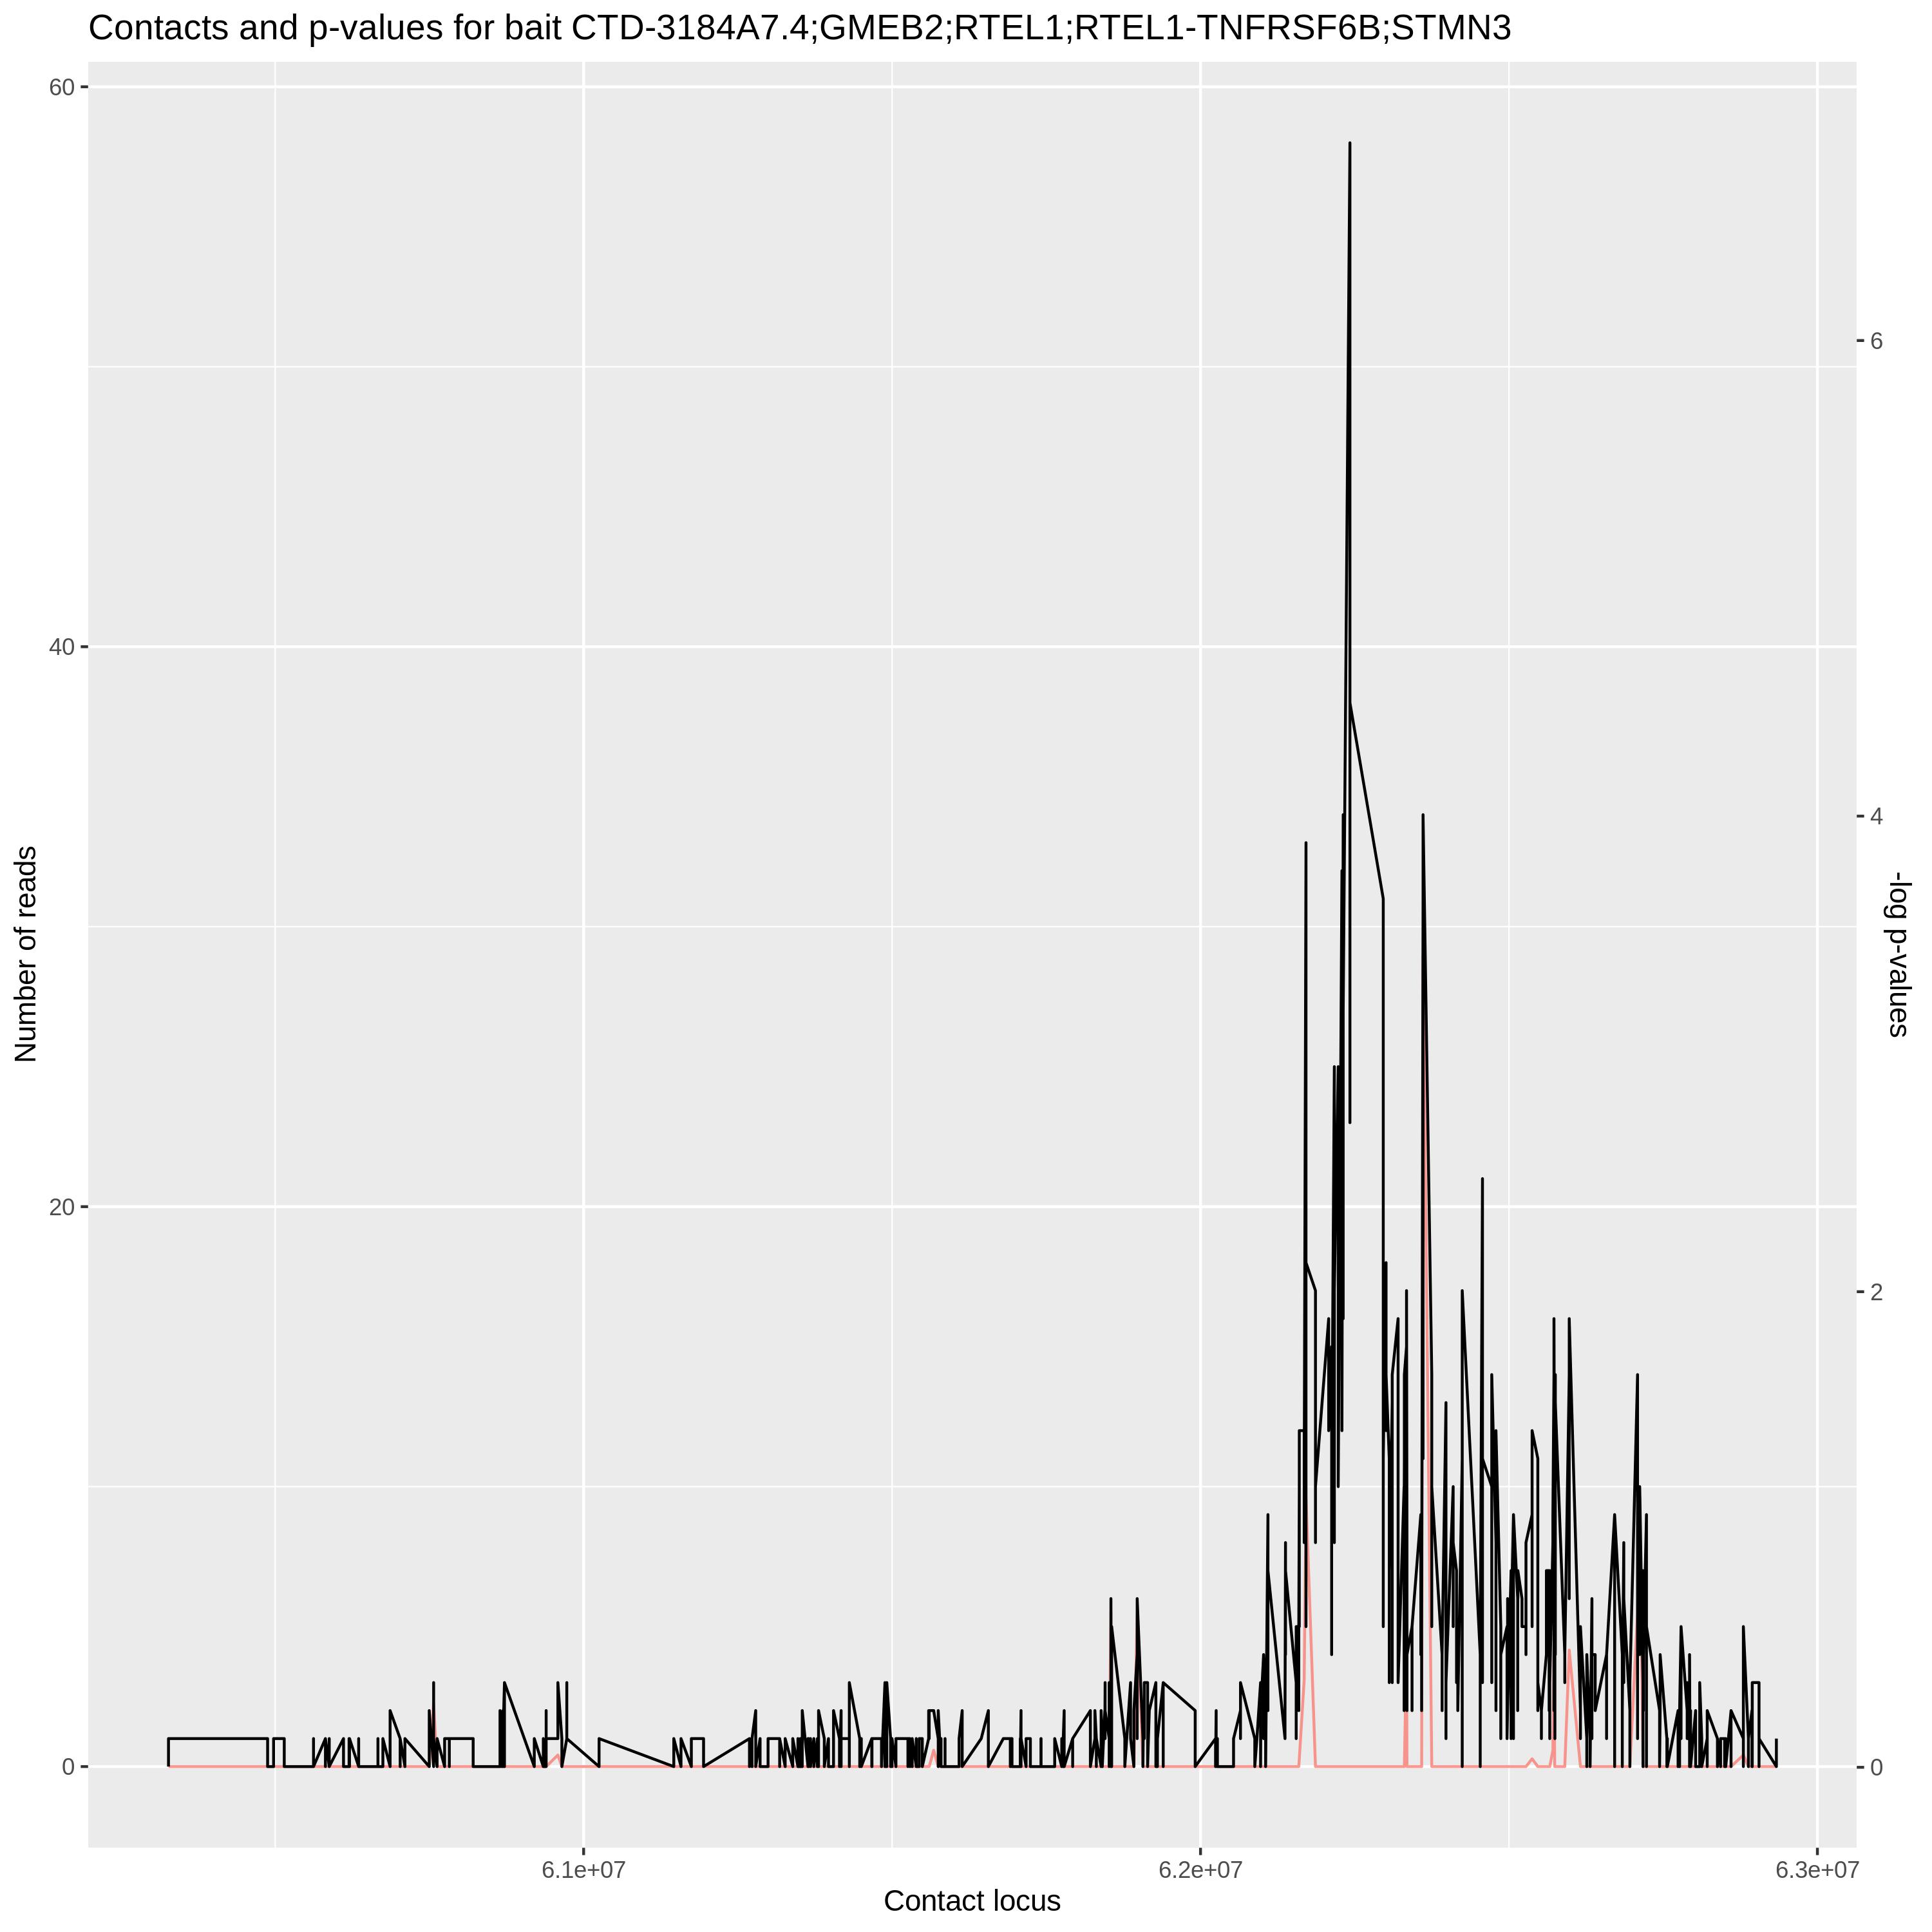 Contacts and p-values for bait CTD-3184A7.4;GMEB2;RTEL1;RTEL1-TNFRSF6B;STMN3
60
40
20
0
Number of reads
6
4
2
0
-log p-values
6.1e+07
6.2e+07
6.3e+07
Contact locus